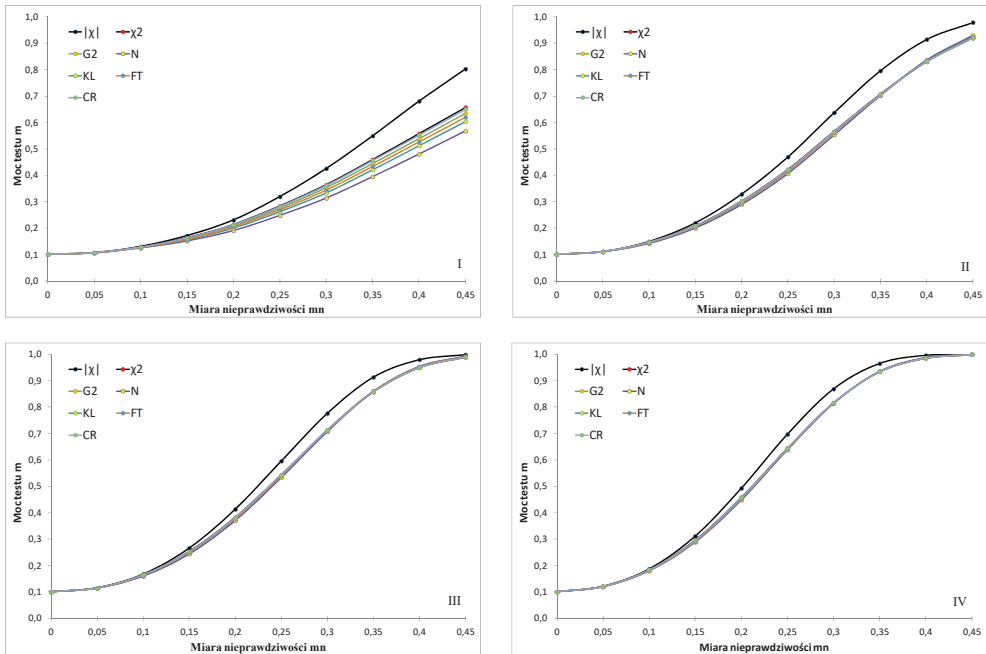 1,0
0,9
0,8
0,7
0,6
0,5
0,4
0,3
0,2
0,1
0,0
Moc testu m
|χ| χ2
G2 N
KL FT
CR
I
0 0,05 0,1 0,15 0,2 0,25 0,3 0,35 0,4 0,45
Miara nieprawdziwości mn
1,0
0,9
0,8
0,7
0,6
0,5
0,4
0,3
0,2
0,1
0,0
Moc testu m
|χ| χ2
G2 N
KL FT
CR
II
0 0,05 0,1 0,15 0,2 0,25 0,3 0,35 0,4 0,45
Miara nieprawdziwości mn
1,0
0,9
0,8
0,7
0,6
0,5
0,4
0,3
0,2
0,1
0,0
Moc testu m
|χ| χ2
G2 N
KL FT
CR
III
0 0,05 0,1 0,15 0,2 0,25 0,3 0,35 0,4 0,45
Miara nieprawdziwości mn
1,0
0,9
0,8
0,7
0,6
0,5
0,4
0,3
0,2
0,1
0,0
Moc testu m
|χ| χ2
G2 N
KL FT
CR
IV
0 0,05 0,1 0,15 0,2 0,25 0,3 0,35 0,4 0,45
Miara nieprawdziwości mn